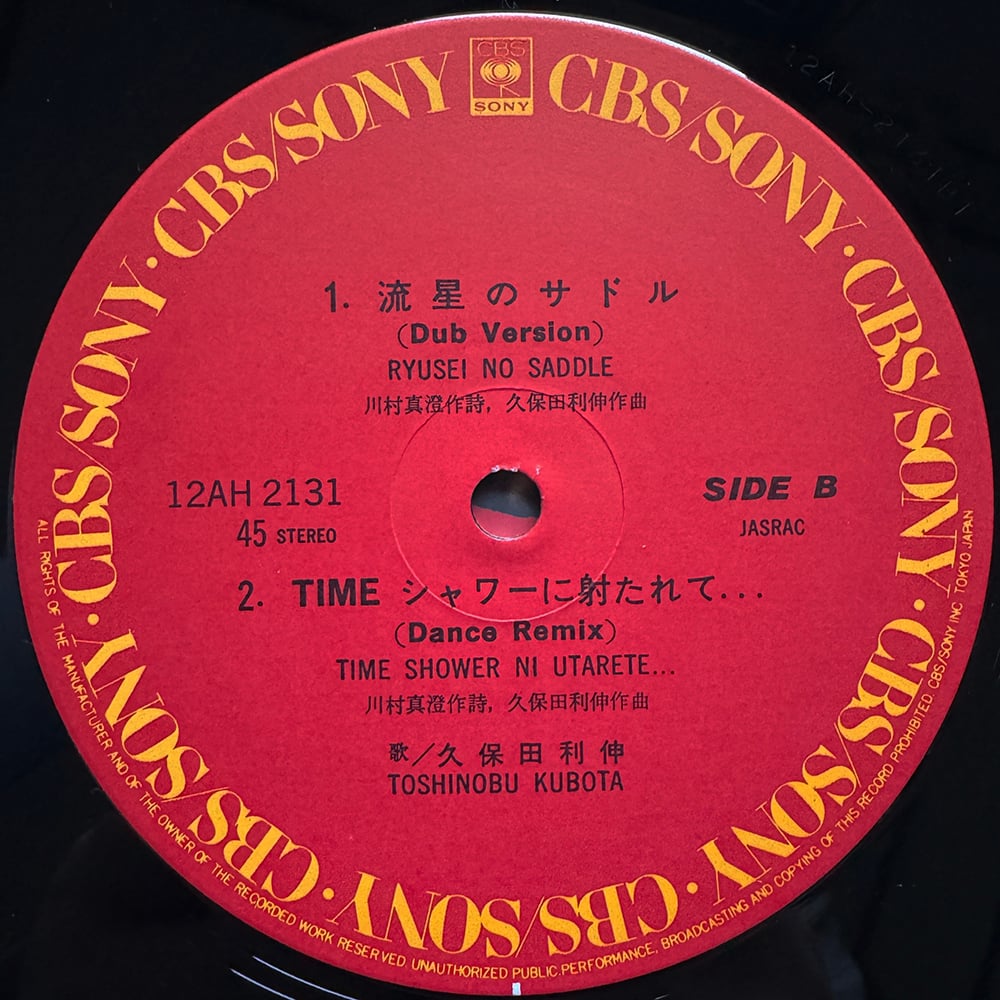 CBS
SONY
CBS/SONY · CBS/SONY · CBS/SONY · CBS/SONY · CBS/SONY · CBS/SONY · CBS/SONY · CBS/SONY
1. 流星のサドル
(Dub Version)
RYUSEI NO SADDLE
川村真澄作詩, 久保田利伸作曲
12AH 2131
45 STEREO
SIDE B
JASRAC
2. TIME シャワーに射たれて...
(Dance Remix)
TIME SHOWER NI UTARETE...
川村真澄作詩, 久保田利伸作曲
歌/久保田利伸
TOSHINOBU KUBOTA
ALL RIGHTS OF THE MANUFACTURER AND OF THE OWNER OF THE RECORDED WORK RESERVED. UNAUTHORIZED PUBLIC PERFORMANCE, BROADCASTING AND COPYING OF THIS RECORD PROHIBITED. CBS/SONY INC. TOKYO JAPAN